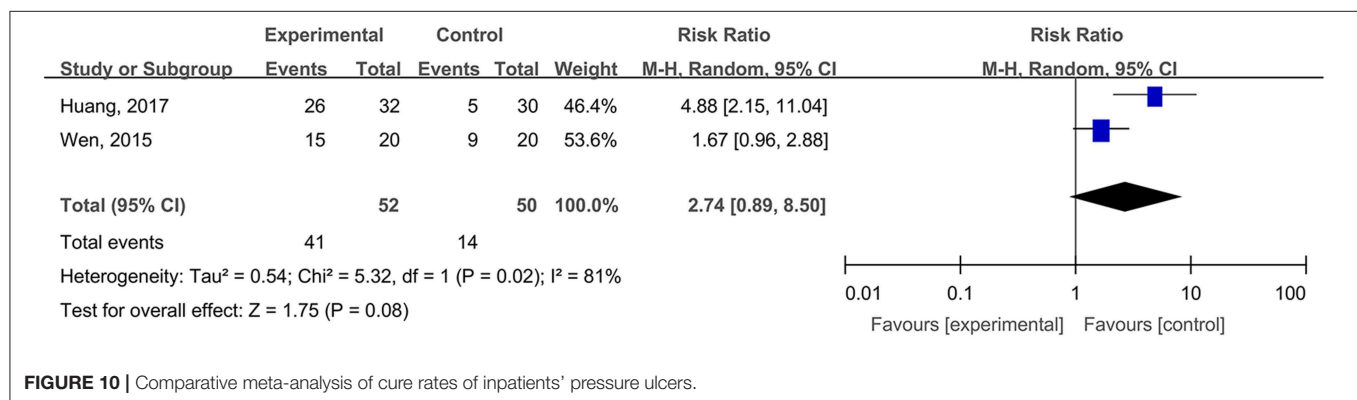 Experimental Control Risk Ratio Risk Ratio
Study or Subgroup Events Total Events Total Weight M-H, Random, 95% CI M-H, Random, 95% CI
Huang, 2017 26 32 5 30 46.4% 4.88 [2.15, 11.04]
Wen, 2015 15 20 9 20 53.6% 1.67 [0.96, 2.88]
Total (95% CI) 52 50 100.0% 2.74 [0.89, 8.50]
Total events 41 14
Heterogeneity: Tau² = 0.54; Chi² = 5.32, df = 1 (P = 0.02); I² = 81%
Test for overall effect: Z = 1.75 (P = 0.08)
0.01 0.1 1 10 100
Favours [experimental] Favours [control]
FIGURE 10 | Comparative meta-analysis of cure rates of inpatients' pressure ulcers.